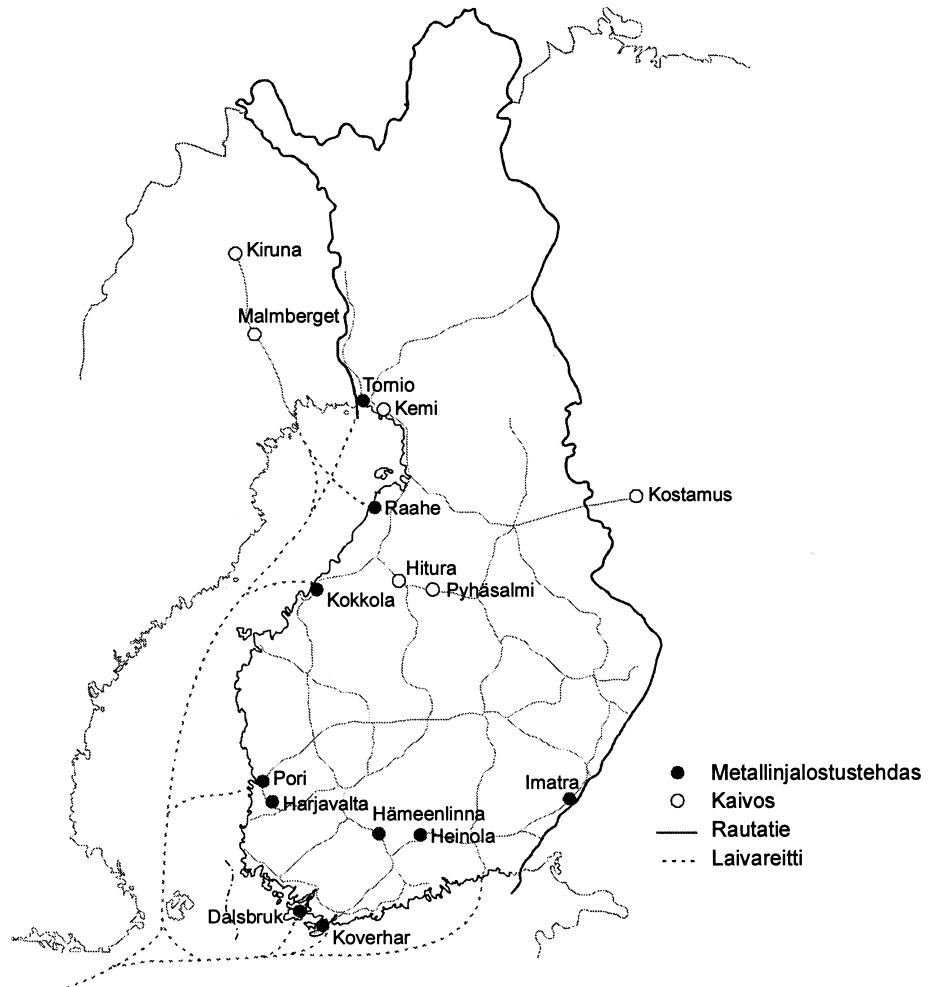 Kiruna
Malmberget
Tornio
Kemi
Kostamus
Raahe
Hitura
Pyhäsalmi
Kokkola
Pori
Harjavalta
Imatra
Hämeenlinna
Heinola
Dalsbruk
Koverhar
Metallinjalostustehdas
Kaivos
Rautatie
Laivareitti